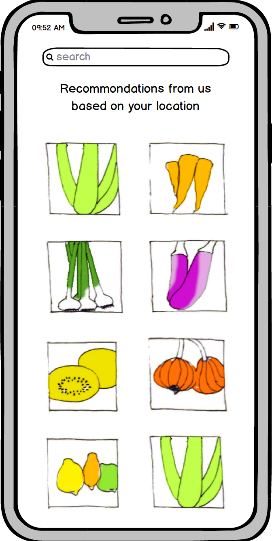 09:52 AM
search
Recommondations from us
based on your location